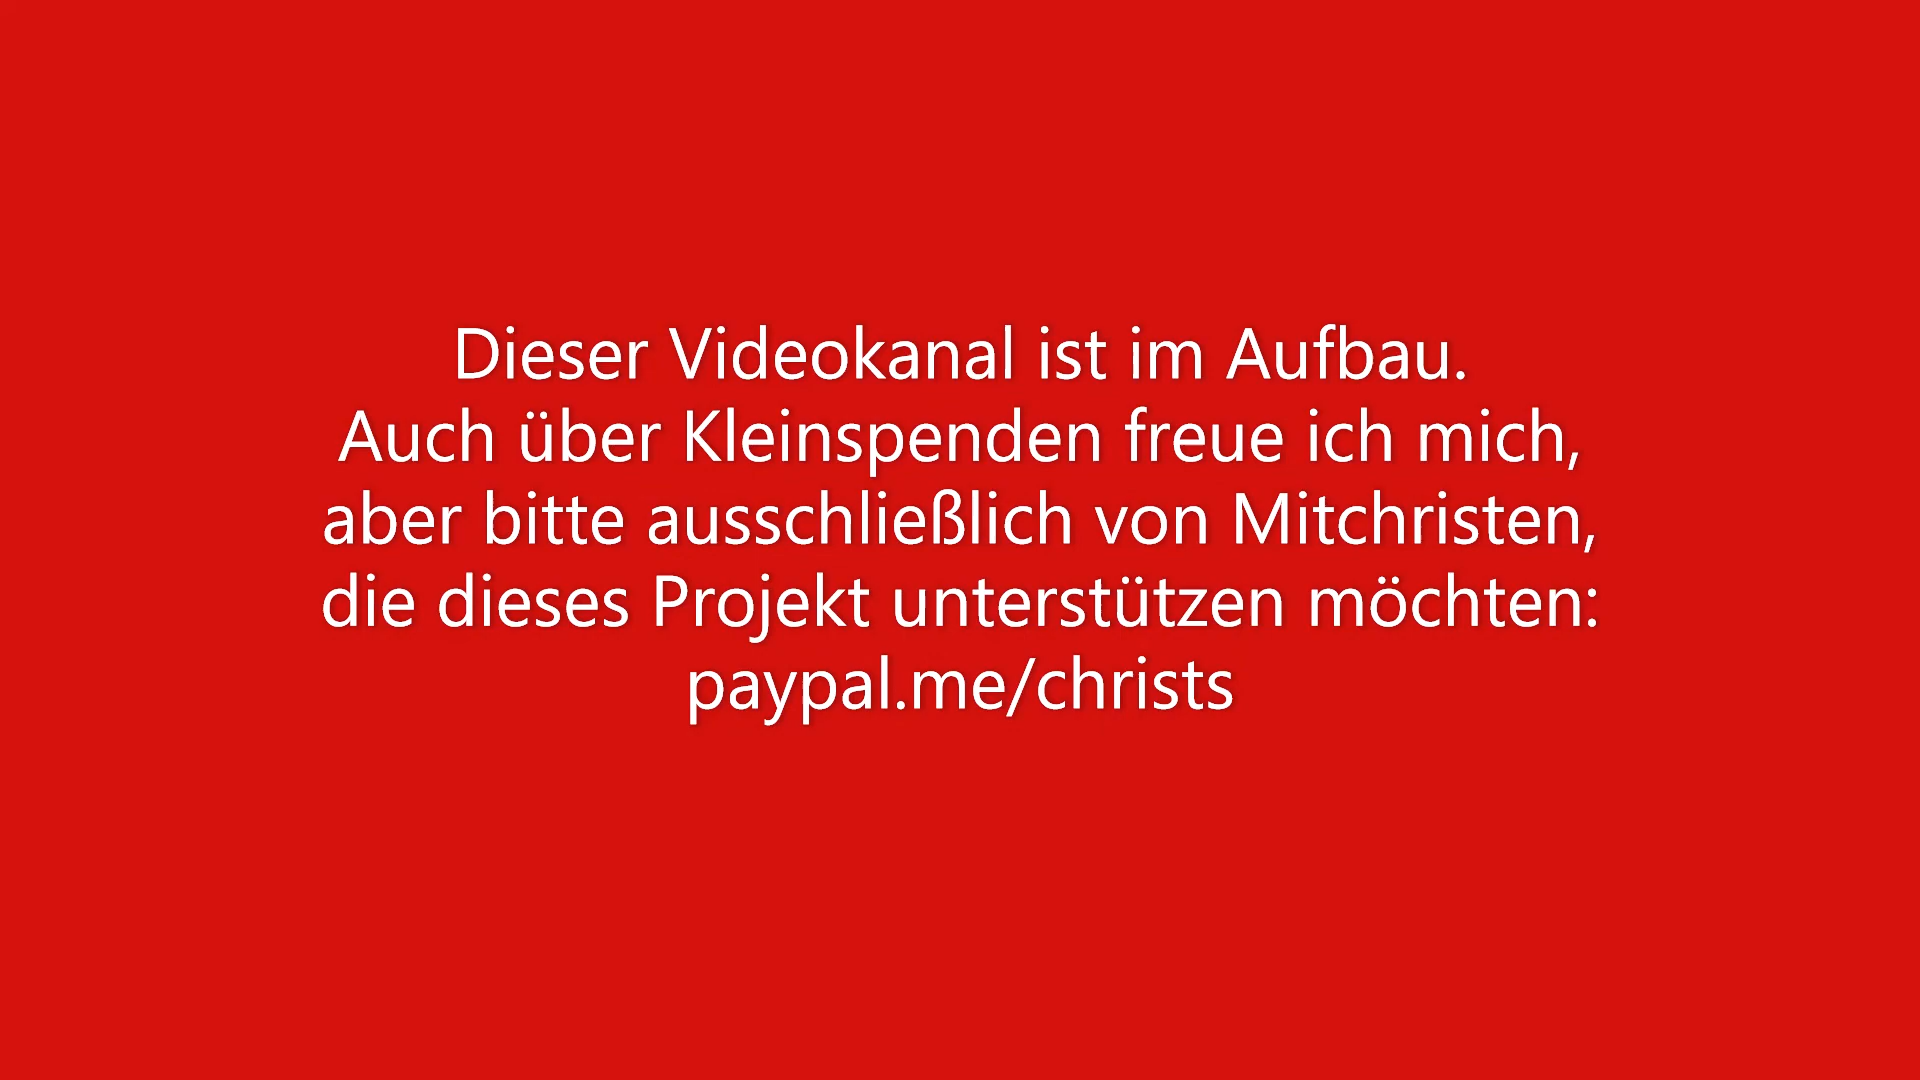 Dieser Videokanal ist im Aufbau.
Auch über Kleinspenden freue ich mich,
aber bitte ausschließlich von Mitchristen,
die dieses Projekt unterstützen möchten:
paypal.me/christs